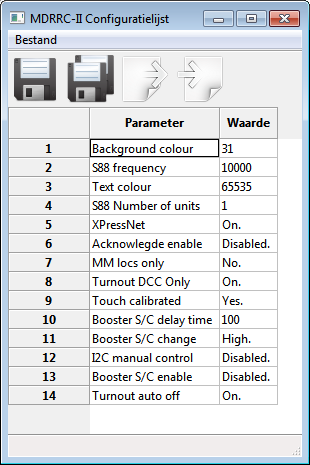 MDRRC-II Configuratielijst
Bestand
Parameter Waarde
1 Background colour 31
2 S88 frequency 10000
3 Text colour 65535
4 S88 Number of units 1
5 XPressNet On.
6 Acknowlegde enable Disabled.
7 MM locs only No.
8 Turnout DCC Only On.
9 Touch calibrated Yes.
10 Booster S/C delay time 100
11 Booster S/C change High.
12 I2C manual control Disabled.
13 Booster S/C enable Disabled.
14 Turnout auto off On.